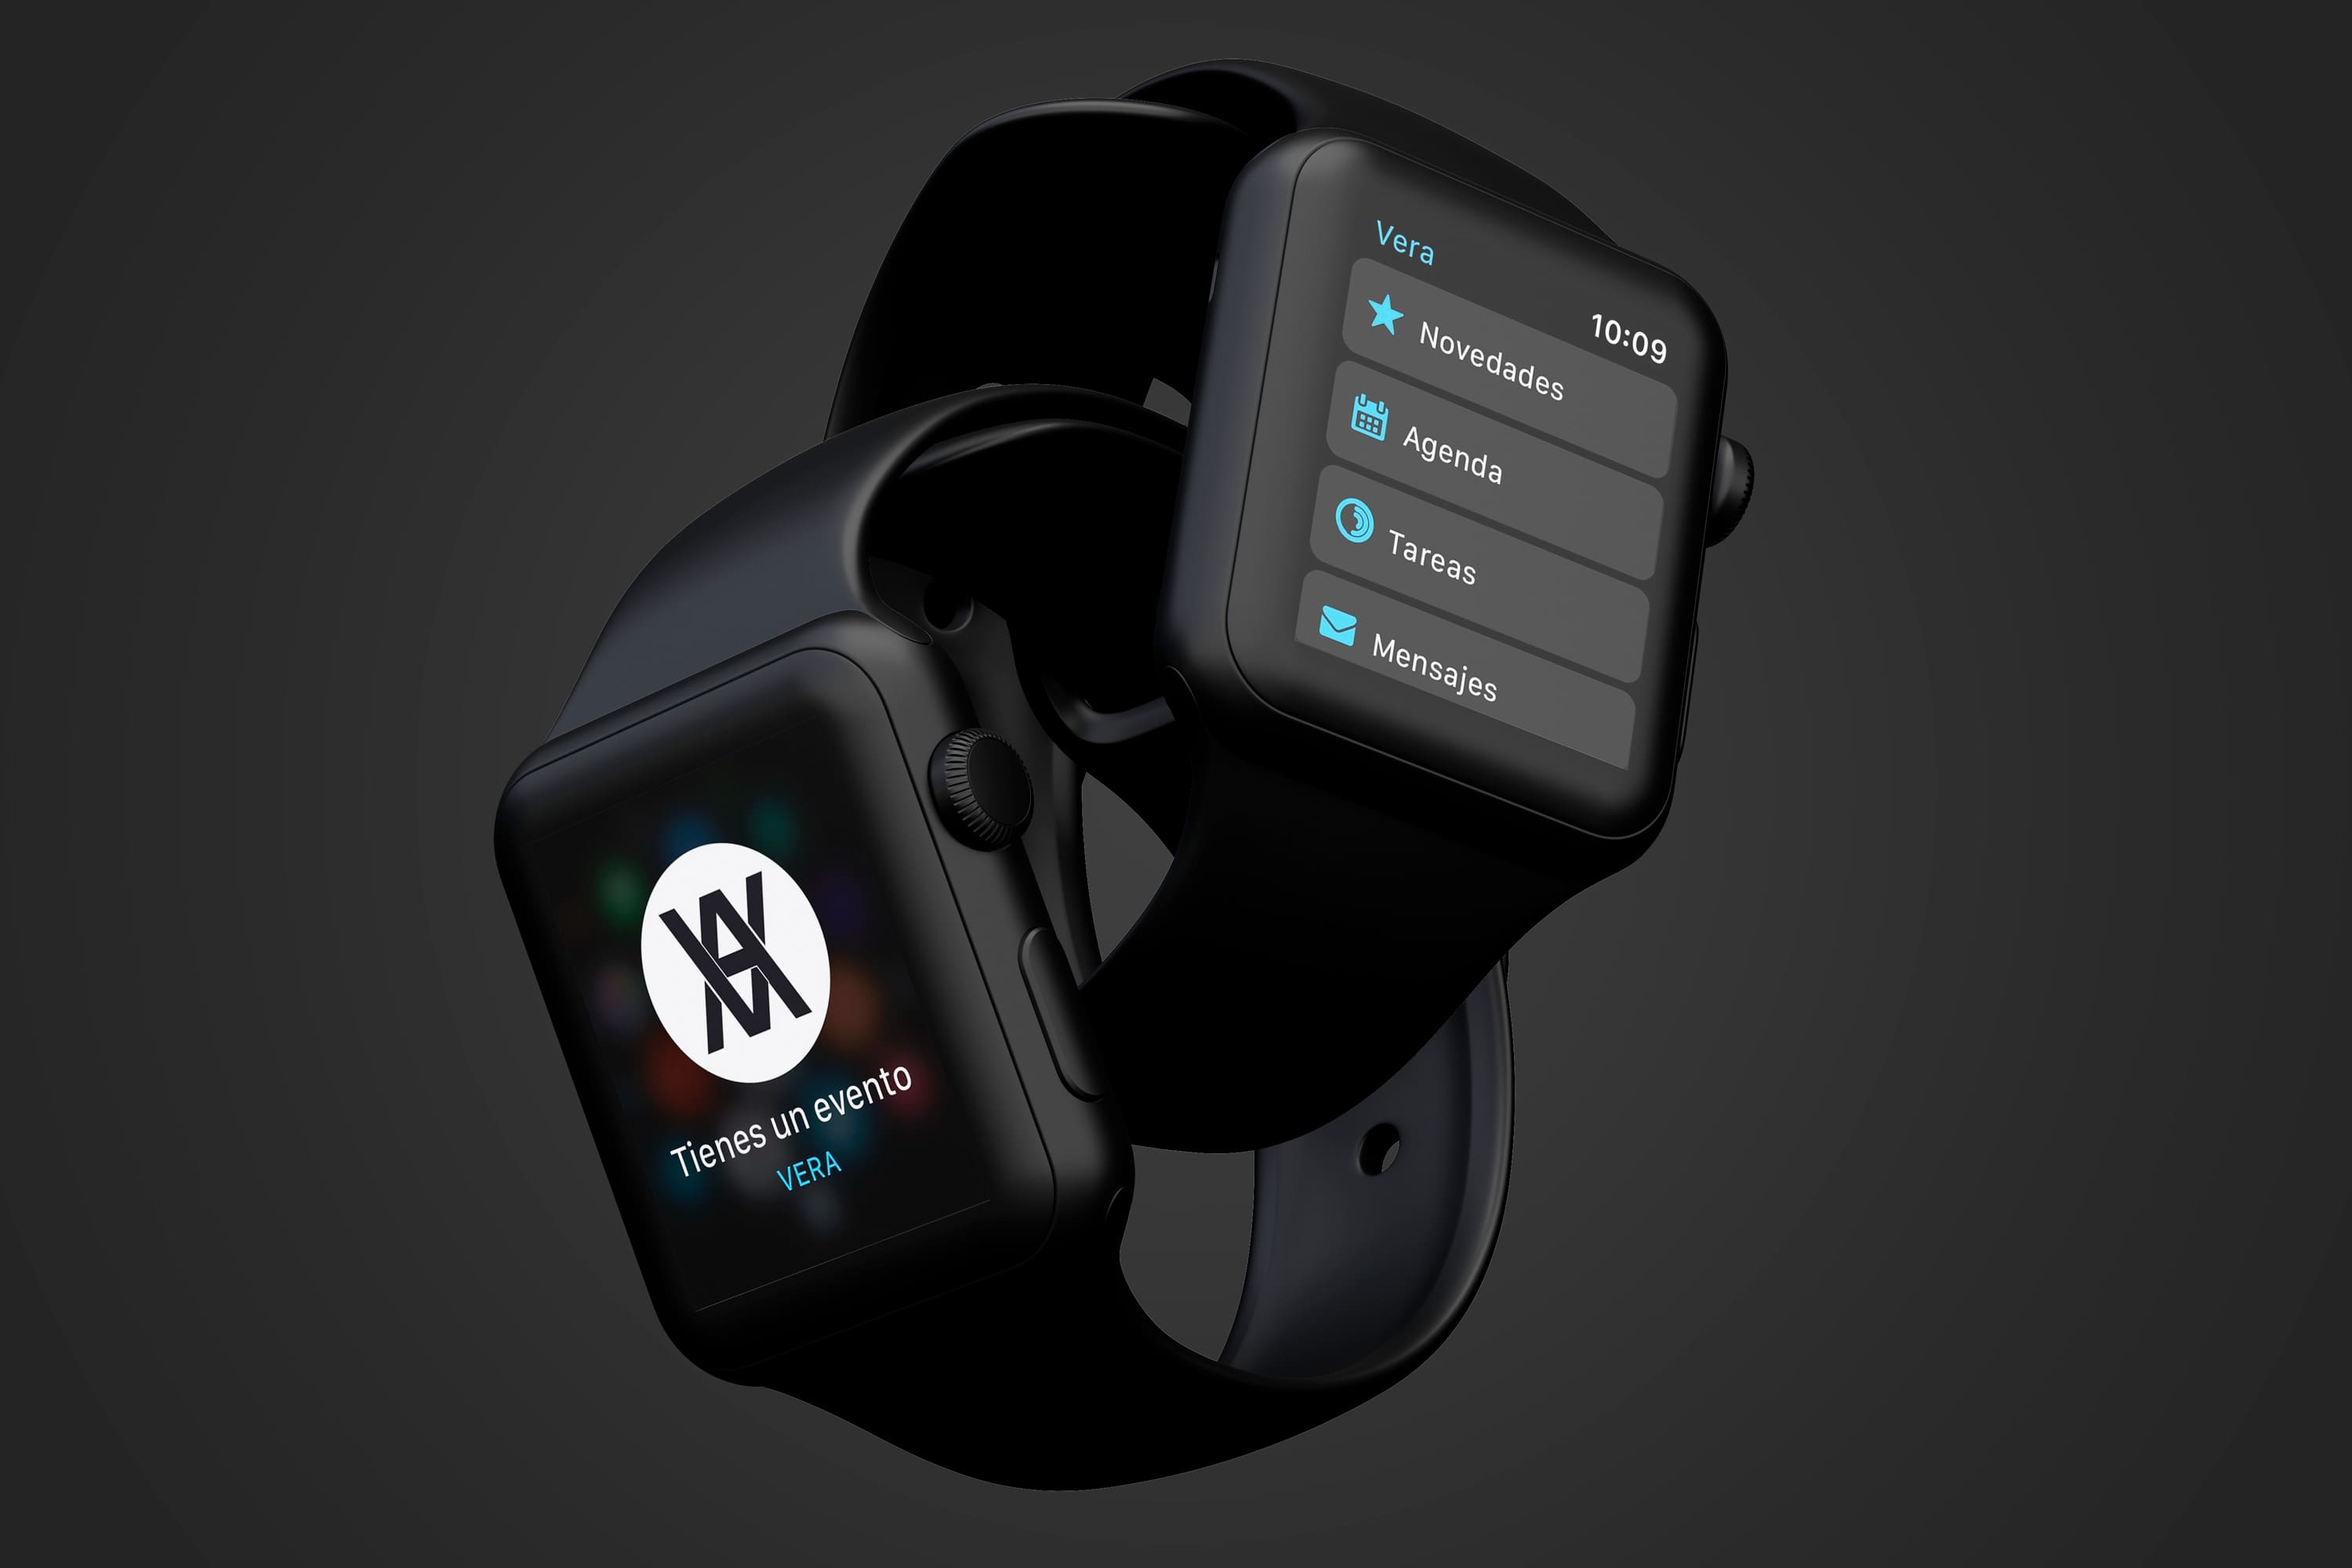 Vera
10:09
Novedades
Agenda
Tareas
Mensajes
Tienes un evento
VERA